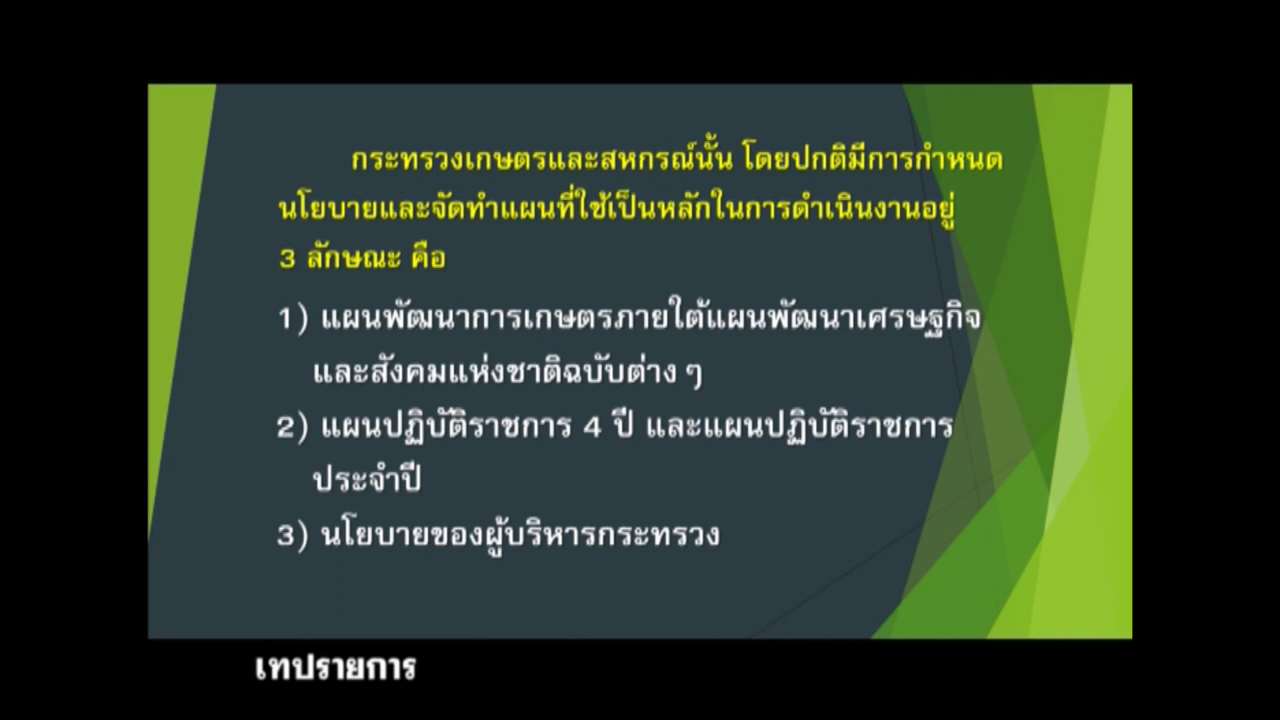 กระทรวงเกษตรและสหกรณ์นั้น โดยปกติมีการกำหนด
นโยบายและจัดทำแผนที่ใช้เป็นหลักในการดำเนินงานอยู่
3 ลักษณะ คือ
1) แผนพัฒนาการเกษตรภายใต้แผนพัฒนาเศรษฐกิจ
และสังคมแห่งชาติฉบับต่าง ๆ
2) แผนปฏิบัติราชการ 4 ปี และแผนปฏิบัติราชการ
ประจำปี
3) นโยบายของผู้บริหารกระทรวง
เทปรายการ